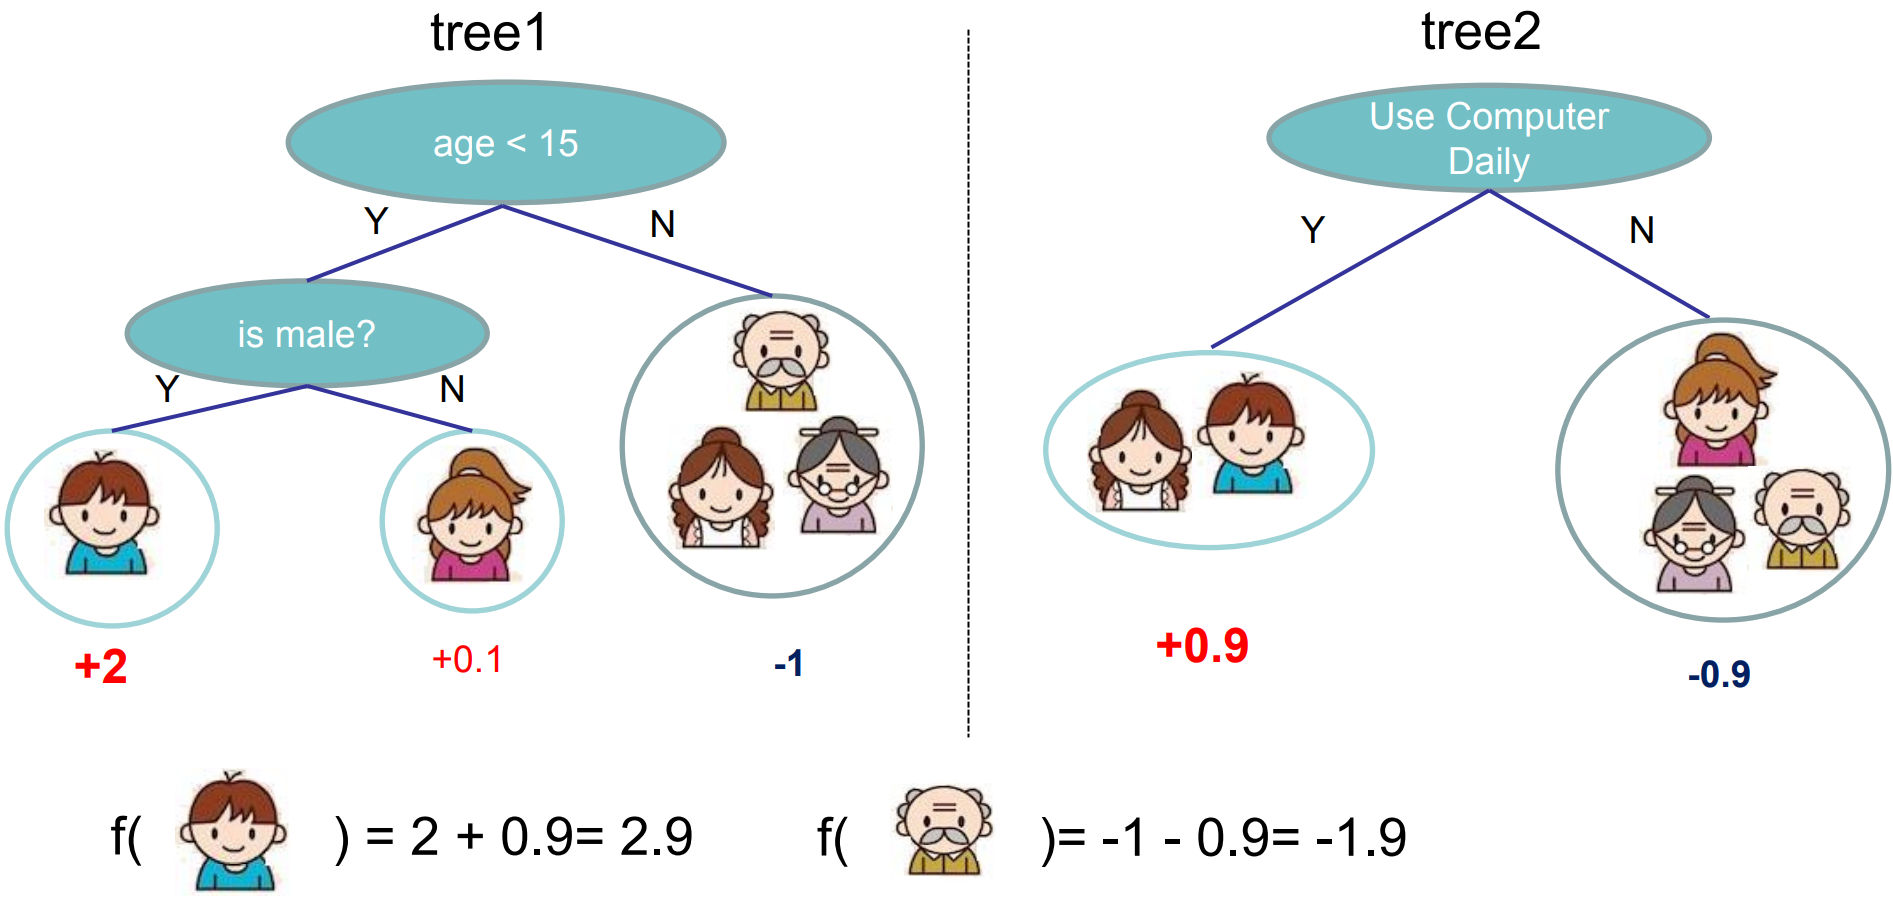 tree1
tree2
age < 15
Use Computer
Daily
Y
N
Y
N
is male?
Y
N
+2
+0.1
-1
+0.9
-0.9
f( ) = 2 + 0.9= 2.9
f( )= -1 - 0.9= -1.9